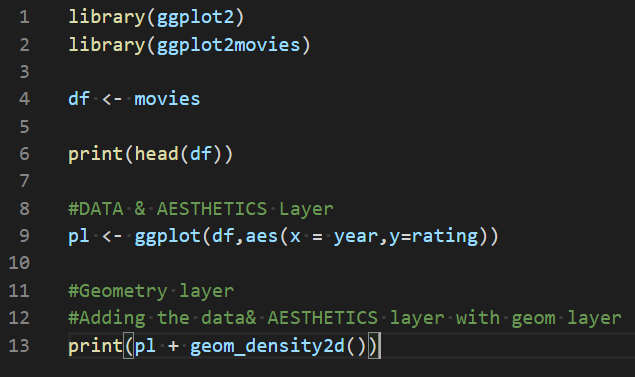 1 library(ggplot2)
2 library(ggplot2movies)
3
4 df <- movies
5
6 print(head(df))
7
8 #DATA & AESTHETICS Layer
9 pl <- ggplot(df,aes(x = year,y=rating))
10
11 #Geometry layer
12 #Adding the data& AESTHETICS layer with geom layer
13 print(pl + geom_density2d())